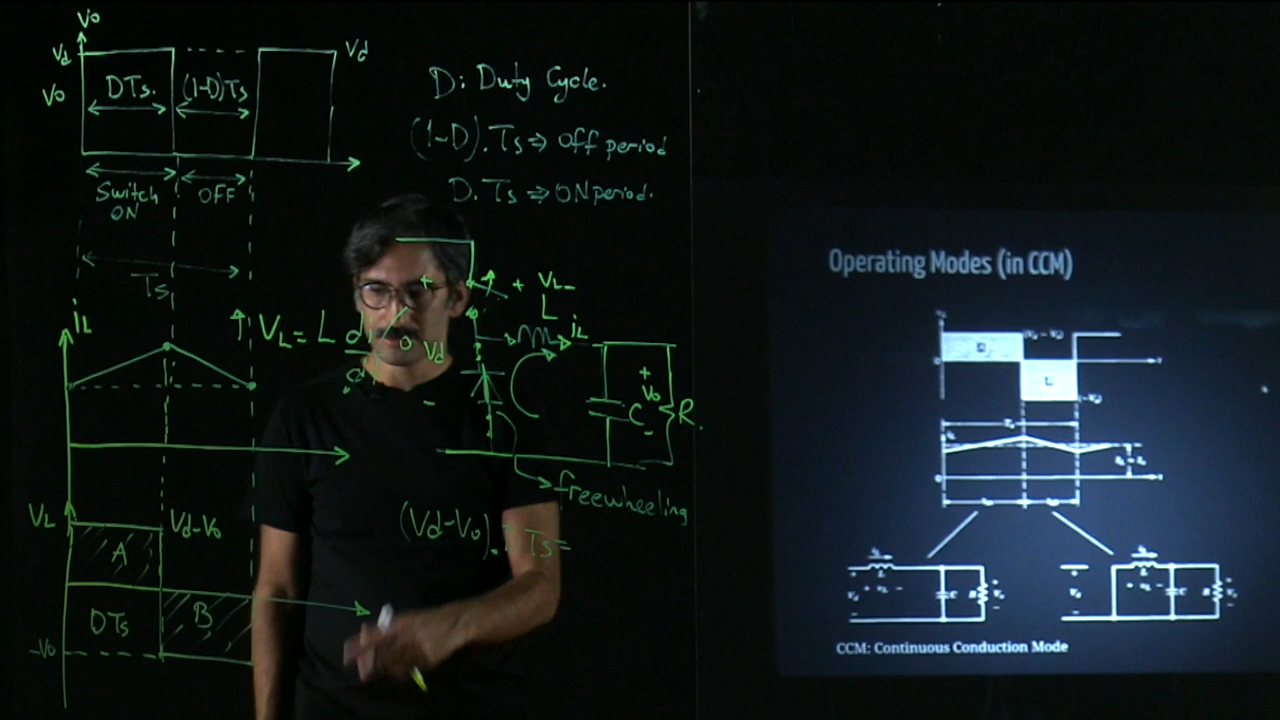 Vo
Vd
Vd
Vo
DTs.
(1-D)Ts
D: Duty Cycle.
(1-D).Ts ⇒ Off period
D.Ts ⇒ ON period.
Switch
ON
OFF
Ts
iL
VL = L
+ VL -
L
iL
+
Vd
-
+
Vo
-
C
R.
freewheeling
VL
Vd-Vo
A
DTs
B
-Vo
Ts=
(Vd-Vo).
Operating Modes (in CCM)
A
C
R
L
C
R
CCM: Continuous Conduction Mode